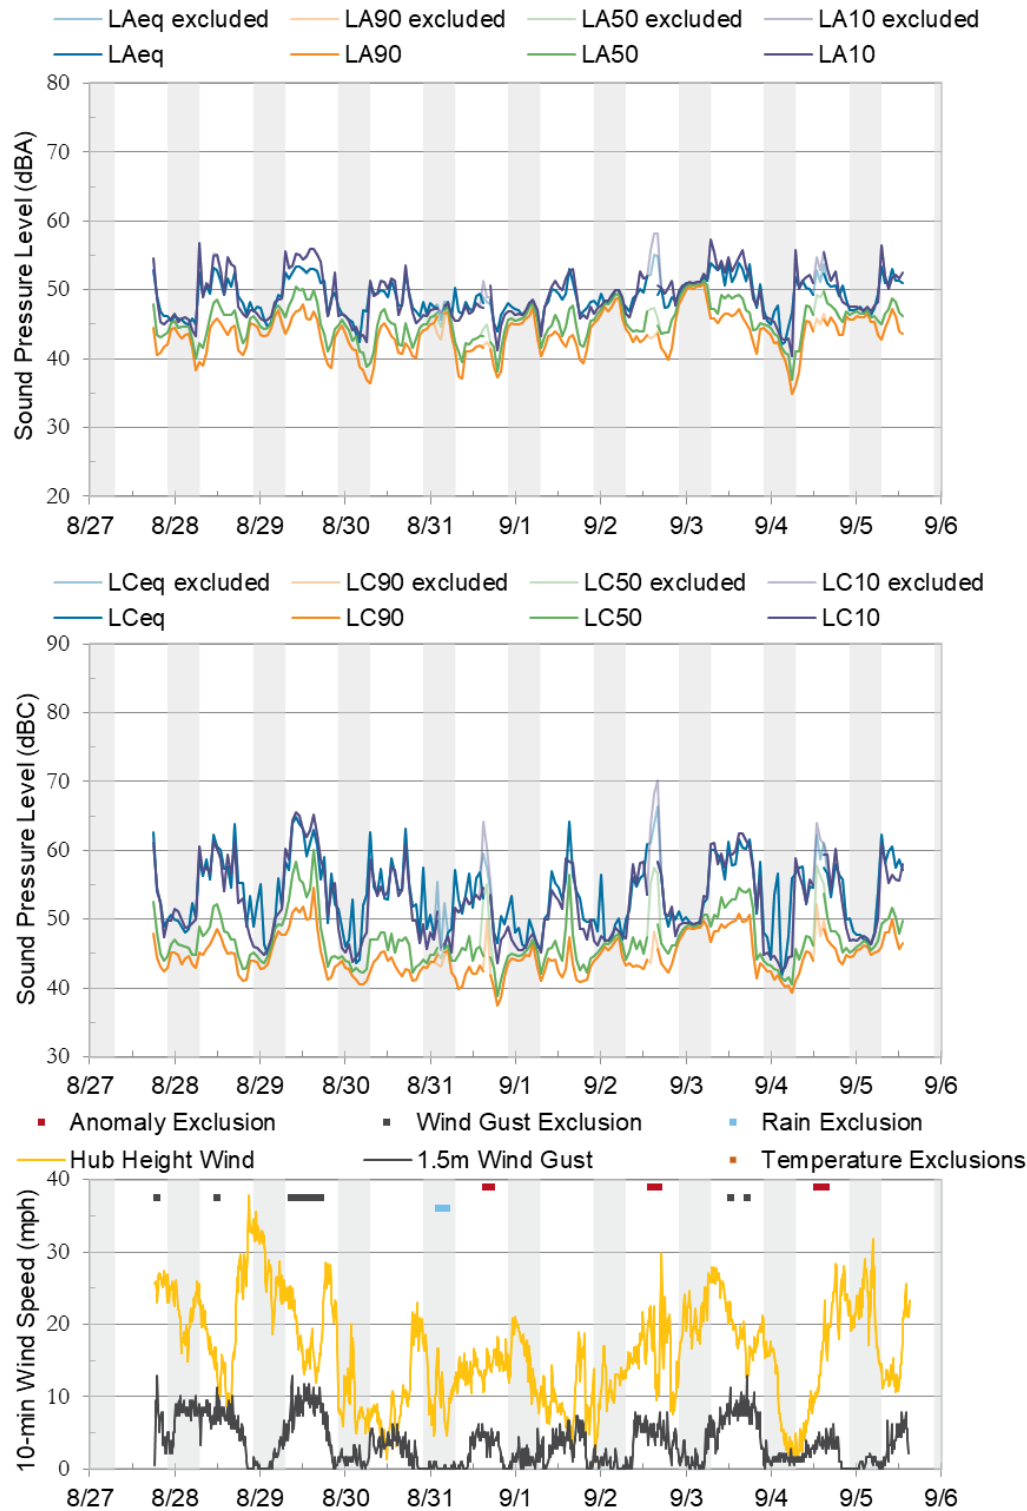 LAeq excluded LA90 excluded LA50 excluded LA10 excluded
LAeq LA90 LA50 LA10
Sound Pressure Level (dBA)
80
70
60
50
40
30
20
8/27 8/28 8/29 8/30 8/31 9/1 9/2 9/3 9/4 9/5 9/6
LCeq excluded LC90 excluded LC50 excluded LC10 excluded
LCeq LC90 LC50 LC10
Sound Pressure Level (dBC)
90
80
70
60
50
40
30
8/27 8/28 8/29 8/30 8/31 9/1 9/2 9/3 9/4 9/5 9/6
Anomaly Exclusion Wind Gust Exclusion Rain Exclusion
Hub Height Wind 1.5m Wind Gust Temperature Exclusions
10-min Wind Speed (mph)
40
30
20
10
0
8/27 8/28 8/29 8/30 8/31 9/1 9/2 9/3 9/4 9/5 9/6